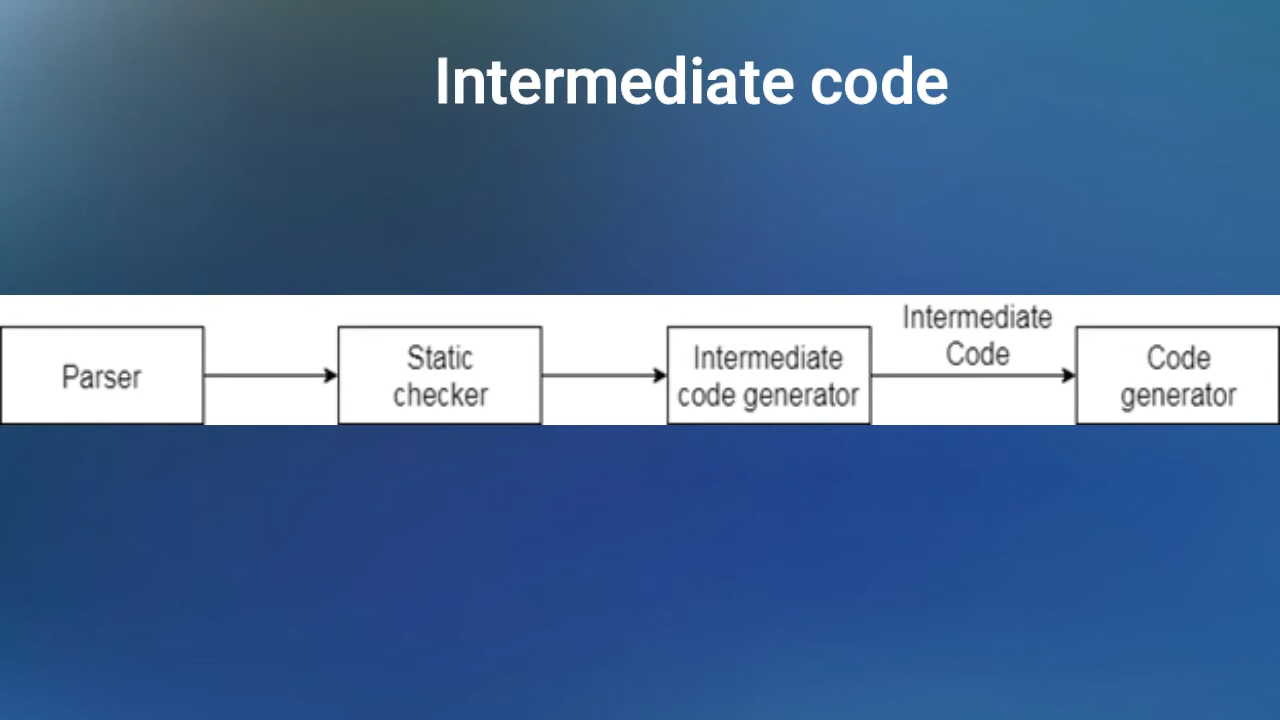 Intermediate code
Parser
Static
checker
Intermediate
code generator
Intermediate
Code
Code
generator